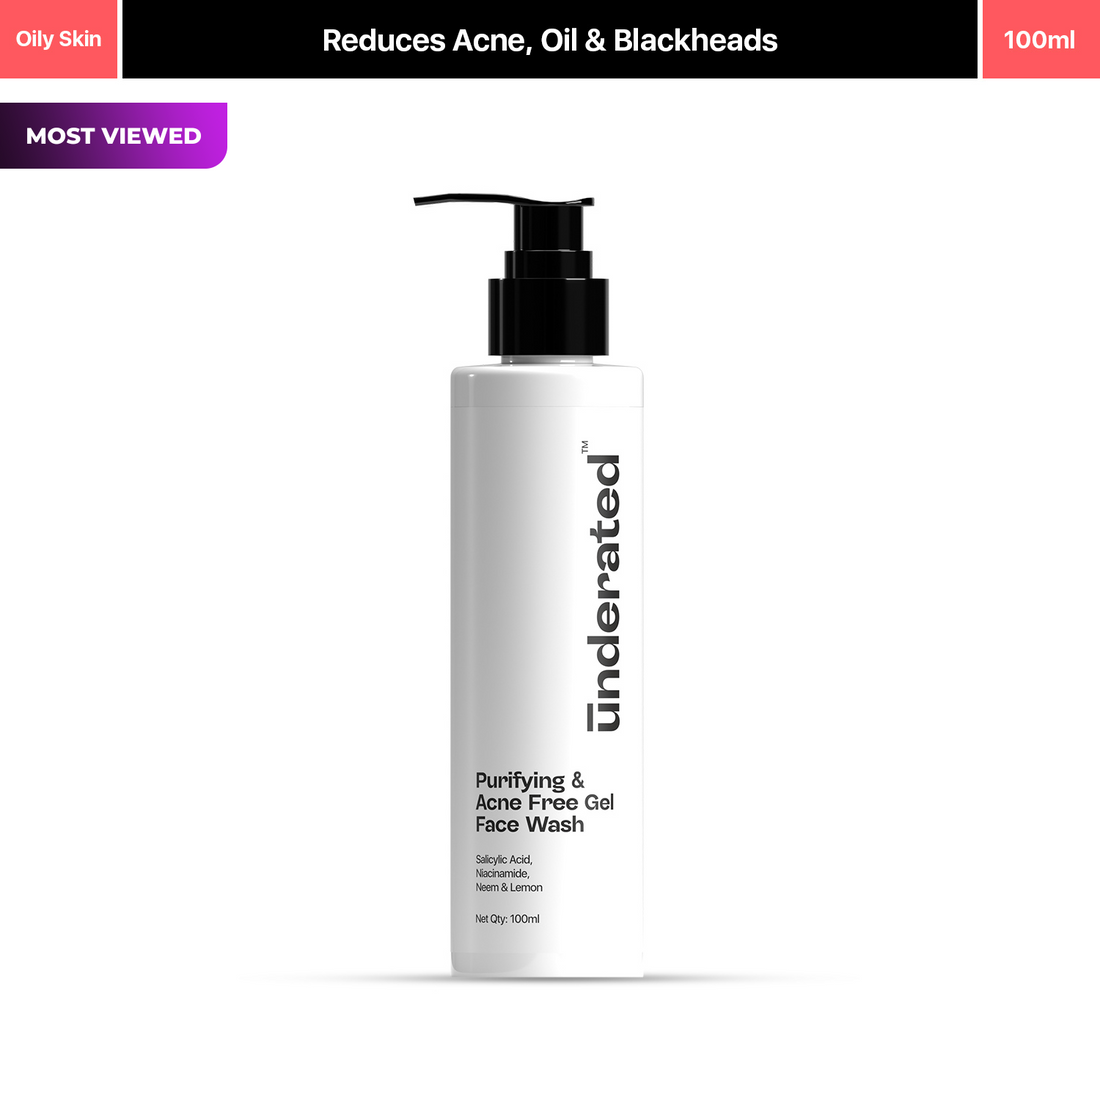 Oily Skin
Reduces Acne, Oil & Blackheads
100ml
MOST VIEWED
ūnderated™
Purifying &
Acne Free Gel
Face Wash
Salicylic Acid,
Niacinamide,
Neem & Lemon
Net Qty: 100ml